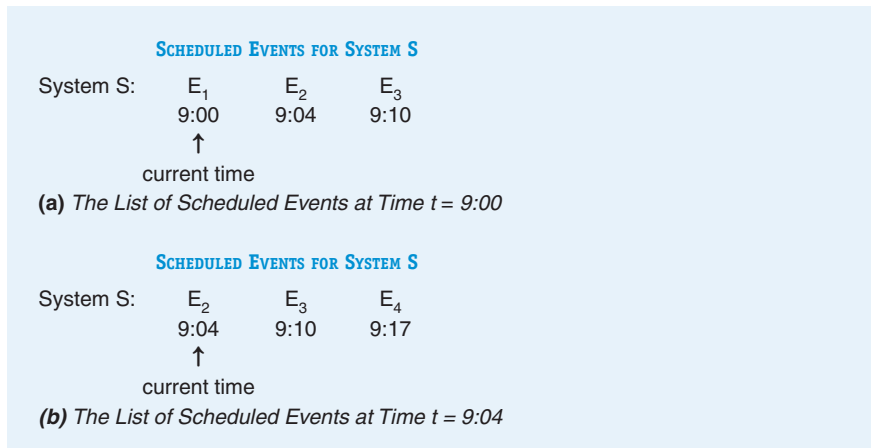 SCHEDULED EVENTS FOR SYSTEM S
System S: E1 E2 E3
9:00 9:04 9:10
↑
current time
(a) The List of Scheduled Events at Time t = 9:00
SCHEDULED EVENTS FOR SYSTEM S
System S: E2 E3 E4
9:04 9:10 9:17
↑
current time
(b) The List of Scheduled Events at Time t = 9:04